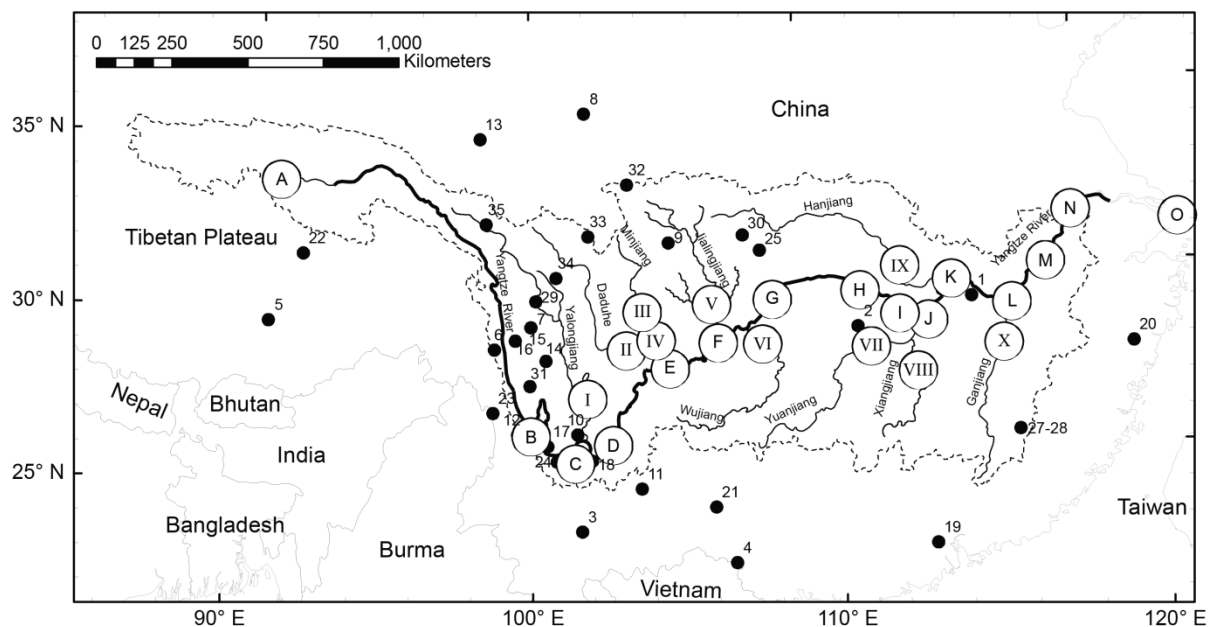 0 125 250 500 750 1,000
Kilometers
8
China
35° N
13
32
A
N
35
33
Hanjiang
O
Tibetan Plateau
22
Minjiang
9
Jialingjiang
30
25
Yangtze River
M
IX
K
34
1
30° N
29
Yangtze River
Daduhe
V
G
H
L
5
7
Yalongjiang
III
I
J
2
6
15
16
14
II
IV
F
VI
VII
X
20
E
VIII
31
Nepal
Bhutan
I
Wujiang
Yuanjiang
Xiangjiang
Ganjiang
23
12
10
27-28
B
17
D
India
24
C
18
25° N
11
21
Taiwan
Bangladesh
3
19
Burma
4
Vietnam
90° E
100° E
110° E
120° E